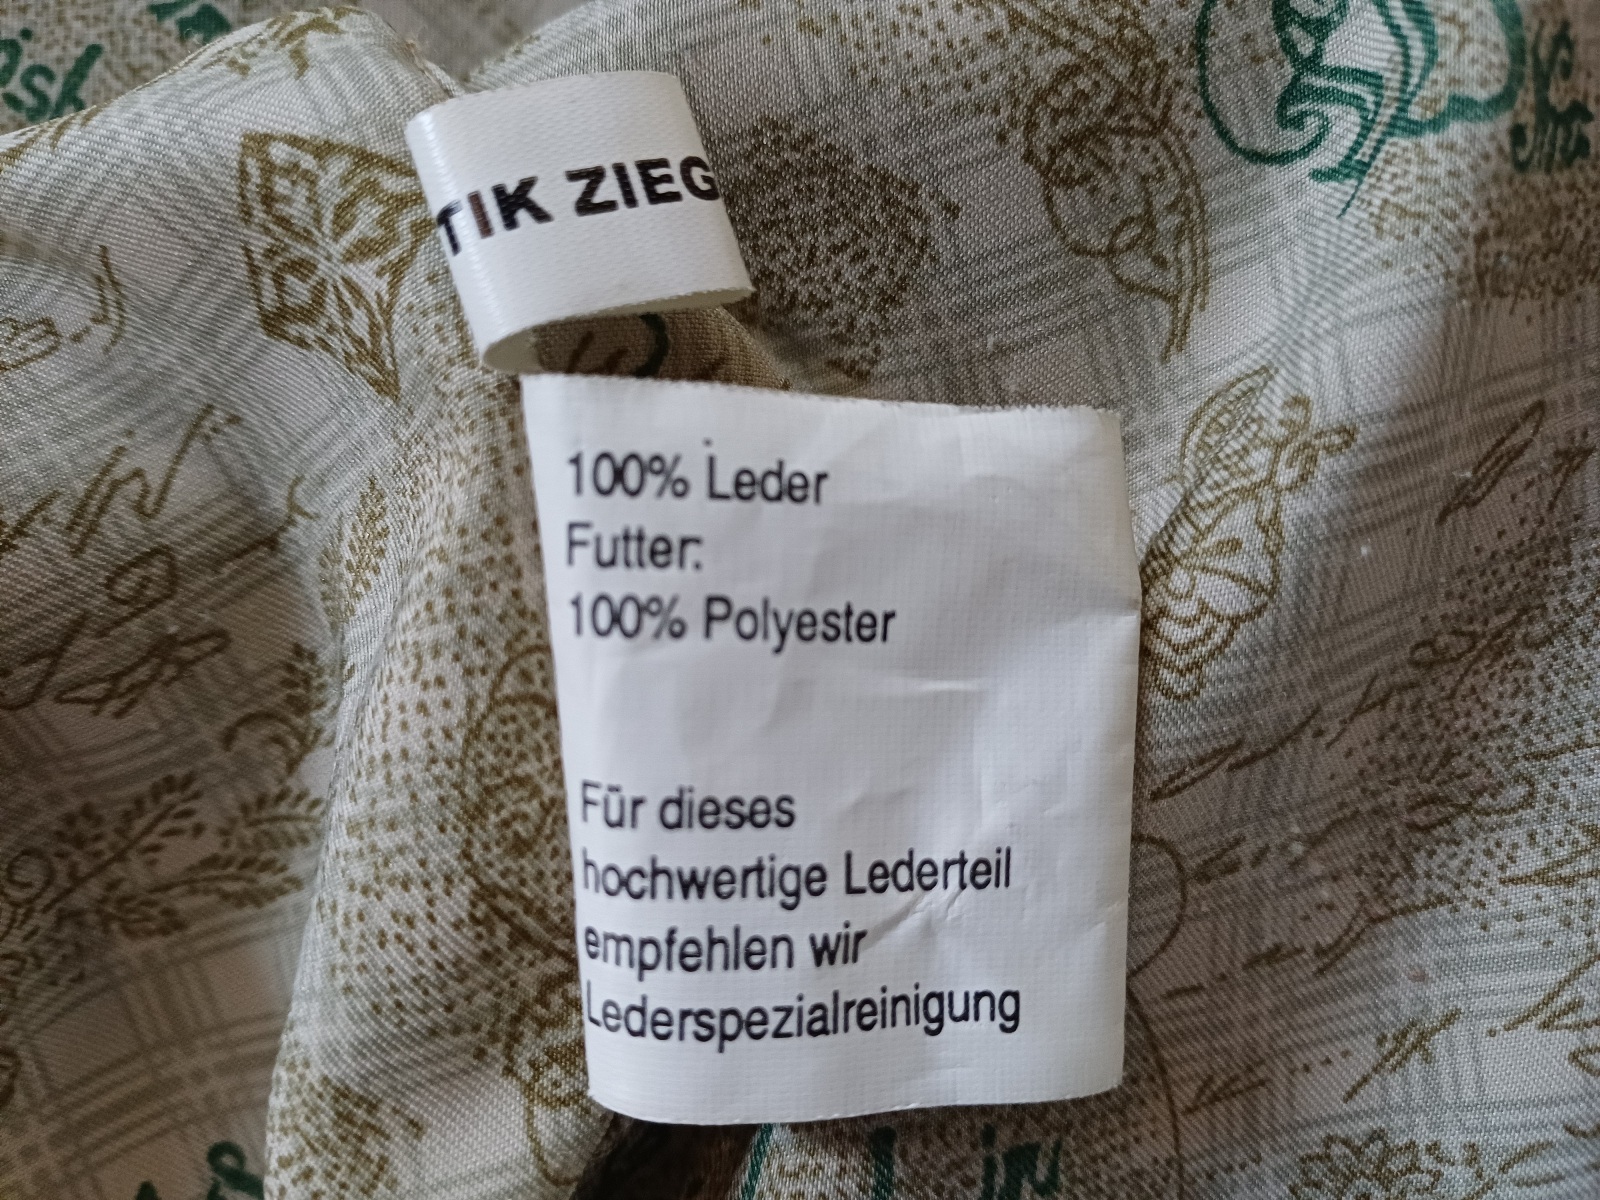 TIK ZIEG
100% Leder
Futter:
100% Polyester
Für dieses
hochwertige Lederteil
empfehlen wir
Lederspezialreinigung